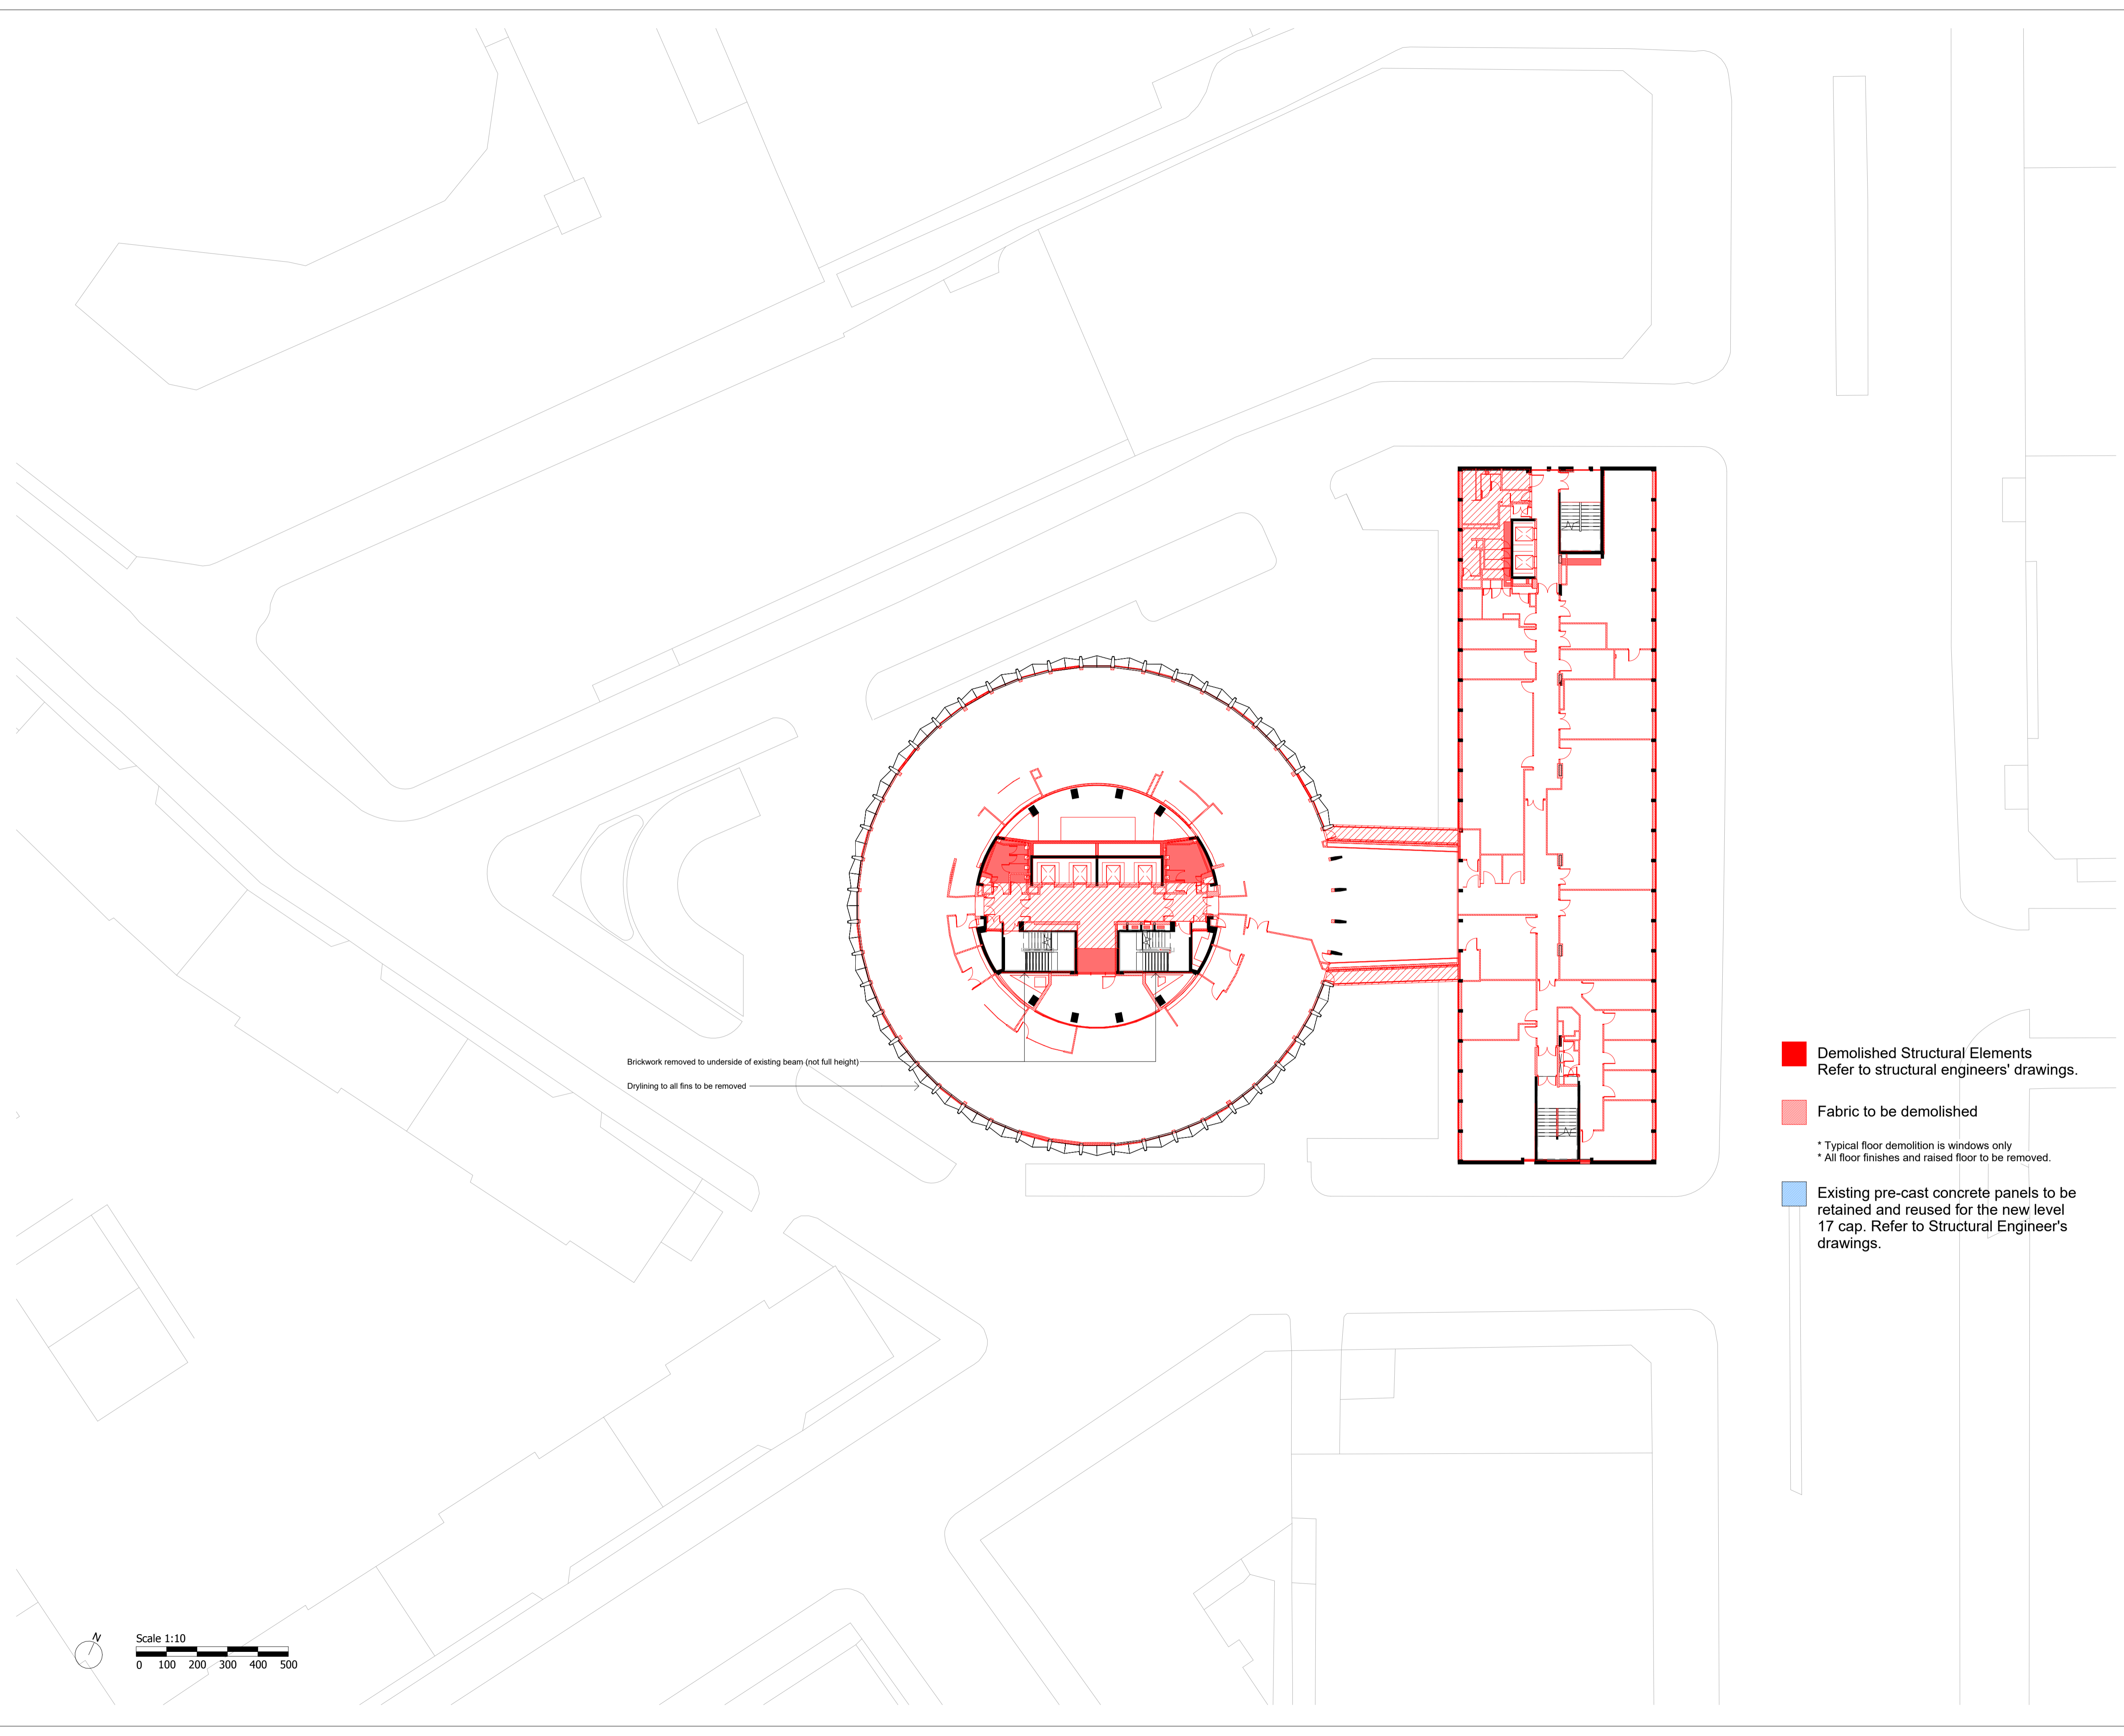 Brickwork removed to underside of existing beam (not full height)
Drylining to all fins to be removed
Demolished Structural Elements
Refer to structural engineers' drawings.
Fabric to be demolished
* Typical floor demolition is windows only
* All floor finishes and raised floor to be removed.
Existing pre-cast concrete panels to be
retained and reused for the new level
17 cap. Refer to Structural Engineer's
drawings.
N
Scale 1:10
0 100 200 300 400 500